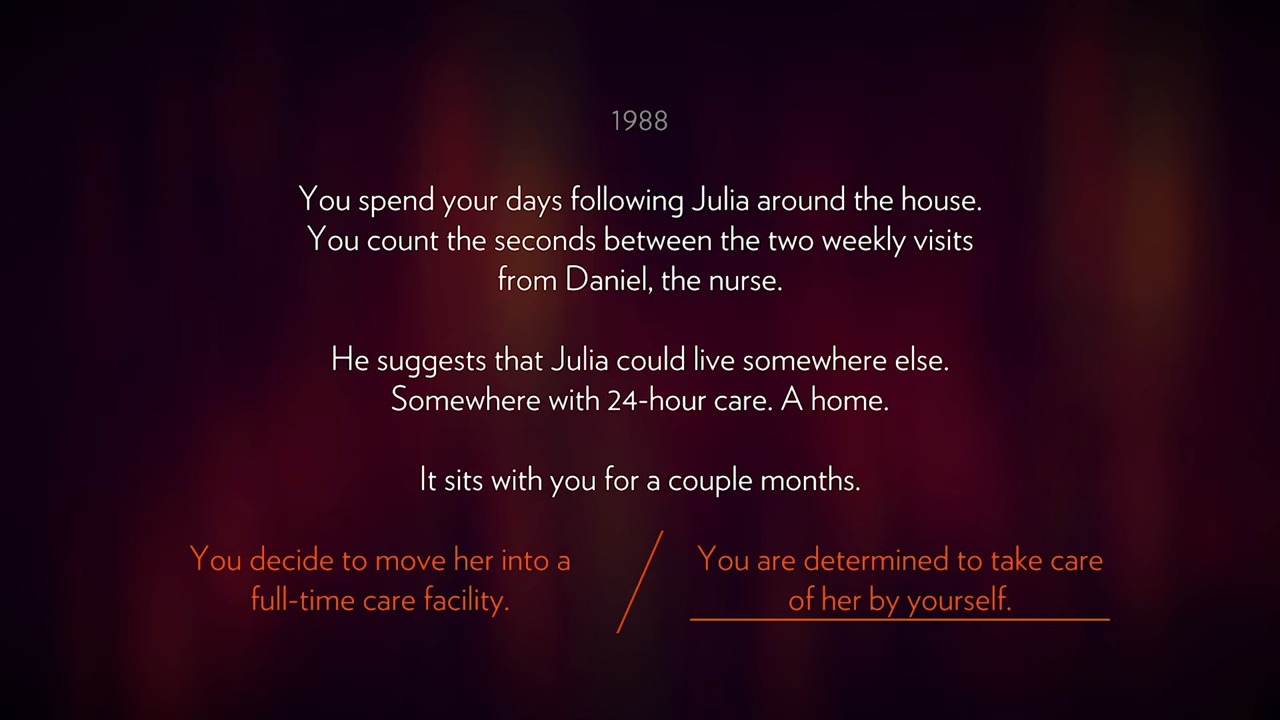 1988
You spend your days following Julia around the house.
You count the seconds between the two weekly visits
from Daniel, the nurse.
He suggests that Julia could live somewhere else.
Somewhere with 24-hour care. A home.
It sits with you for a couple months.
You decide to move her into a
full-time care facility.
You are determined to take care
of her by yourself.